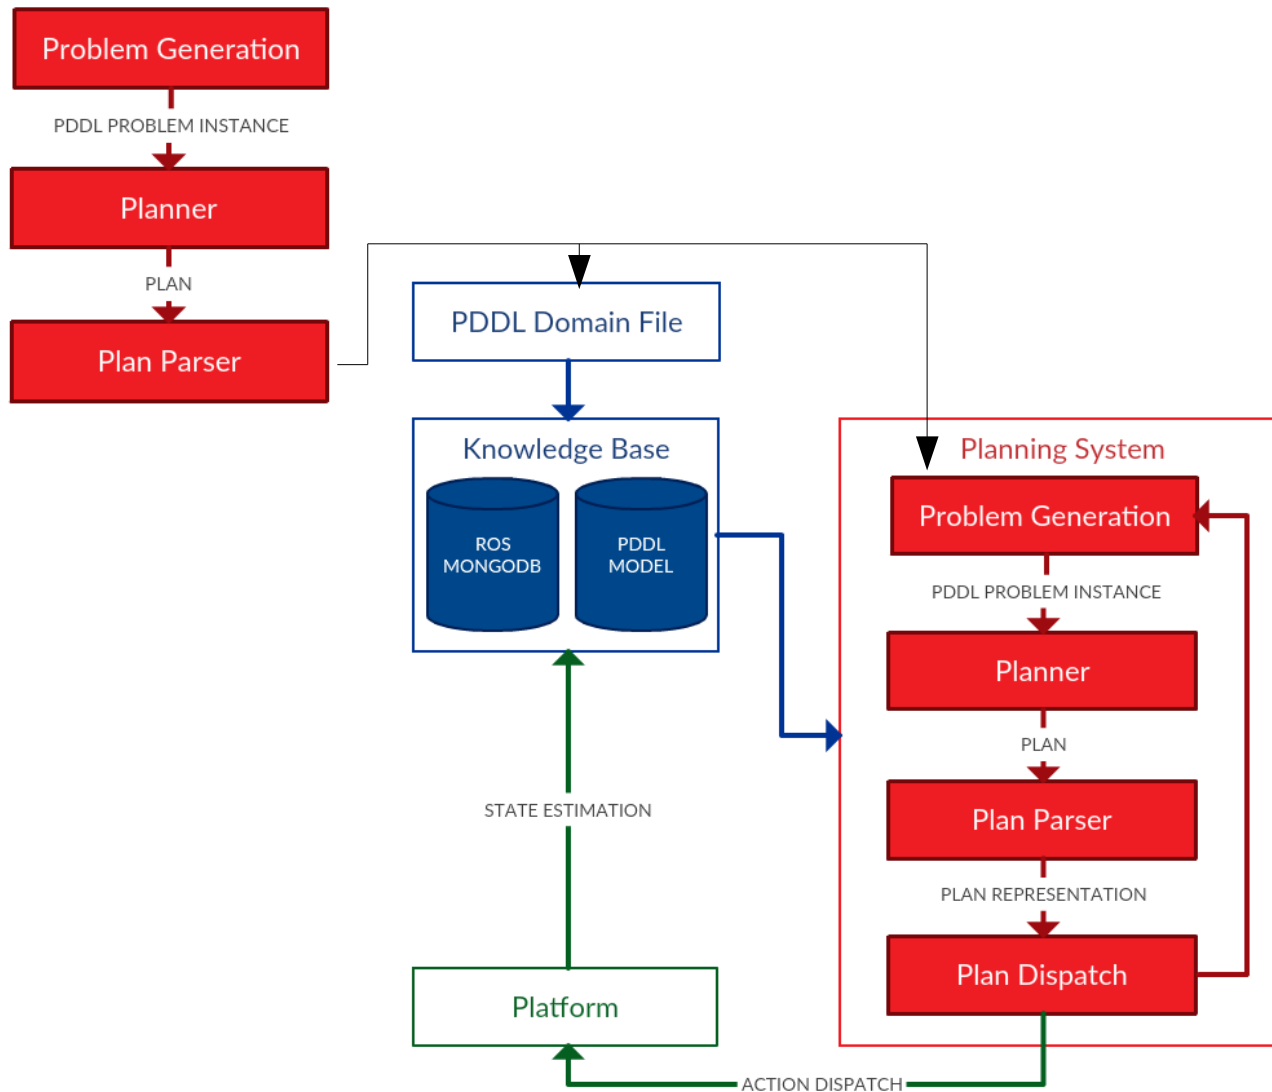 Problem Generation
PDDL PROBLEM INSTANCE
Planner
PLAN
Plan Parser
PDDL Domain File
Knowledge Base
ROS
MONGODB
PDDL
MODEL
STATE ESTIMATION
Platform
Planning System
Problem Generation
PDDL PROBLEM INSTANCE
Planner
PLAN
Plan Parser
PLAN REPRESENTATION
Plan Dispatch
ACTION DISPATCH